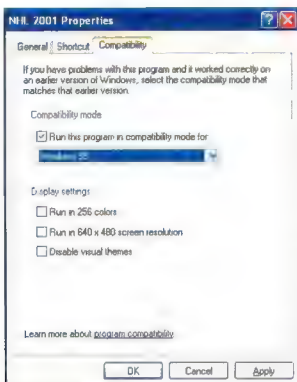 NHL 2001 Properties
General Shortcut Compatibility
If you have problems with this program and it worked correctly on
an earlier version of Windows, select the compatibility mode that
matches that earlier version.
Compatibility mode
Run this program in compatibility mode for
Windows
Display settings
Run in 256 colors
Run in 640 x 480 screen resolution
Disable visual themes
Learn more about program compatibility.
OK Cancel Apply